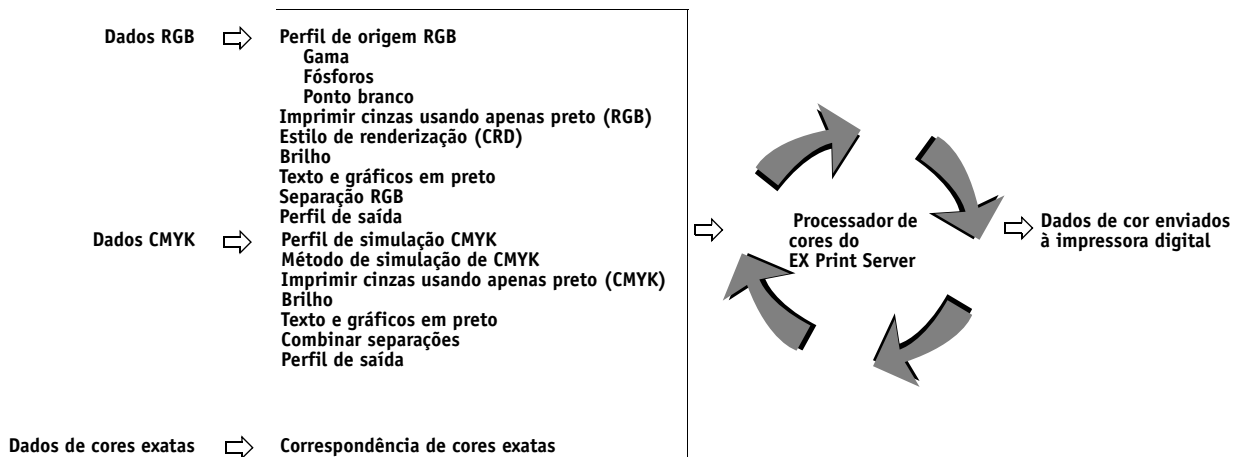 Dados RGB
Perfil de origem RGB
Gama
Fósforos
Ponto branco
Imprimir cinzas usando apenas preto (RGB)
Estilo de renderização (CRD)
Brilho
Texto e gráficos em preto
Separação RGB
Perfil de saída
Dados CMYK
Perfil de simulação CMYK
Método de simulação de CMYK
Imprimir cinzas usando apenas preto (CMYK)
Brilho
Texto e gráficos em preto
Combinar separações
Perfil de saída
Dados de cores exatas
Correspondência de cores exatas
Processador de
cores do
EX Print Server
Dados de cor enviados
à impressora digital